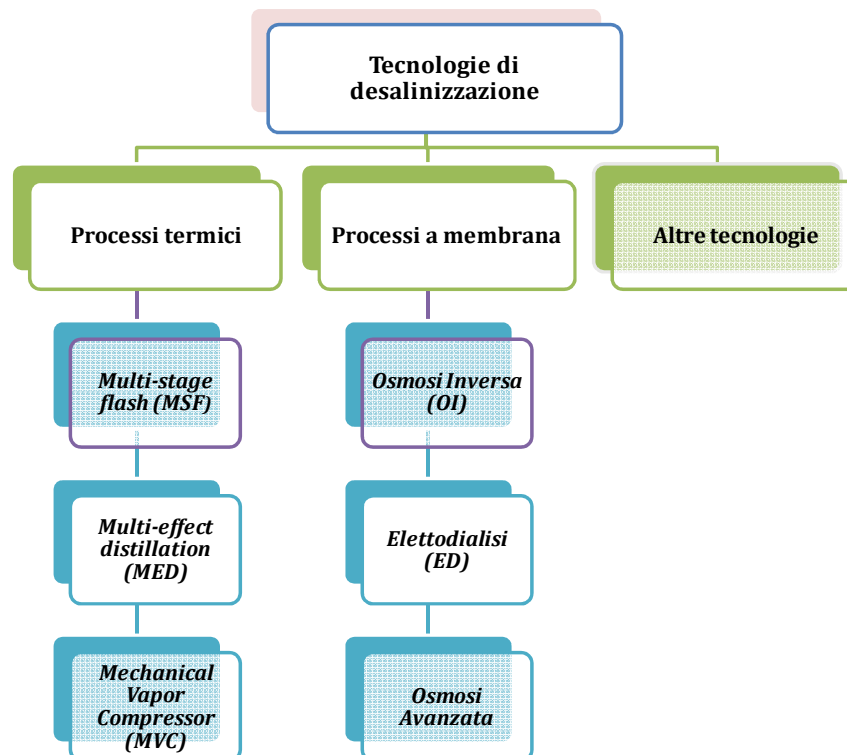 Tecnologie di
desalinizzazione
Processi termici
Processi a membrana
Altre tecnologie
Multi-stage
flash (MSF)
Osmosi Inversa
(OI)
Multi-effect
distillation
(MED)
Elettodialisi
(ED)
Mechanical
Vapor
Compressor
(MVC)
Osmosi
Avanzata